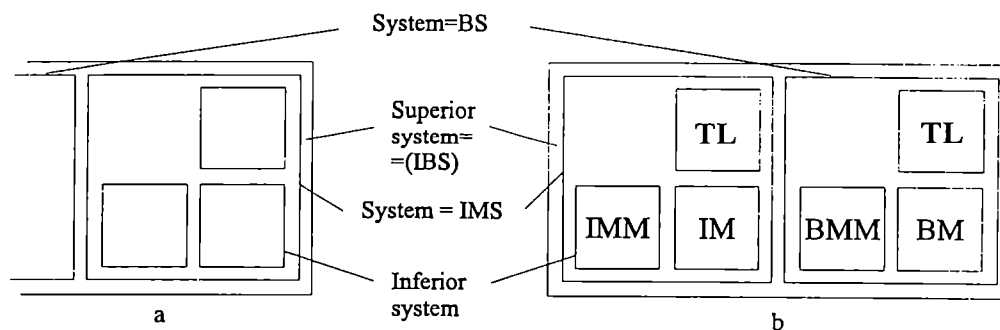 System=BS
Superior
system=
=(IBS)
System = IMS
Inferior
system
TL
TL
IMM
IM
BMM
BM
a
b